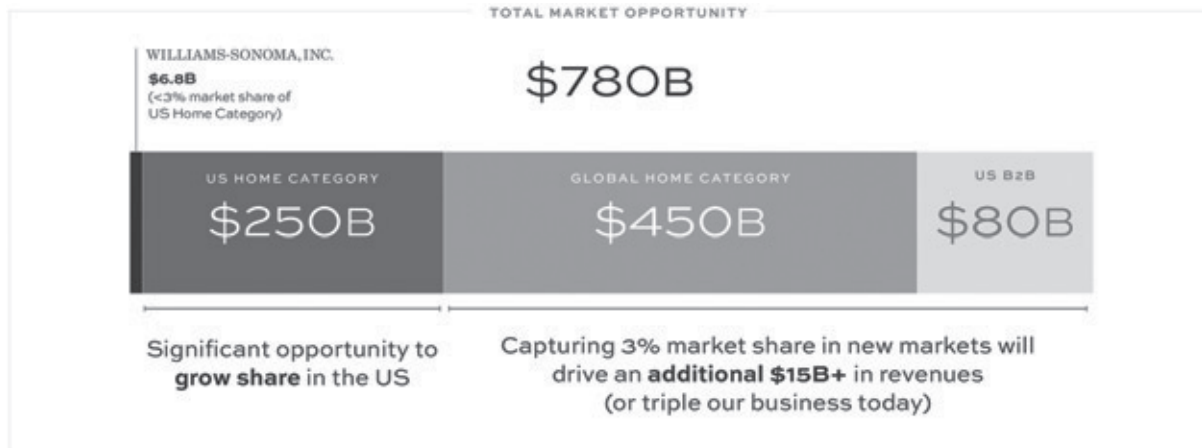 TOTAL MARKET OPPORTUNITY
WILLIAMS-SONOMA, INC.
$6.8B
(<3% market share of
US Home Category)
$780B
US HOME CATEGORY
$250B
GLOBAL HOME CATEGORY
$450B
US B2B
$80B
Significant opportunity to
grow share in the US
Capturing 3% market share in new markets will
drive an additional $15B+ in revenues
(or triple our business today)